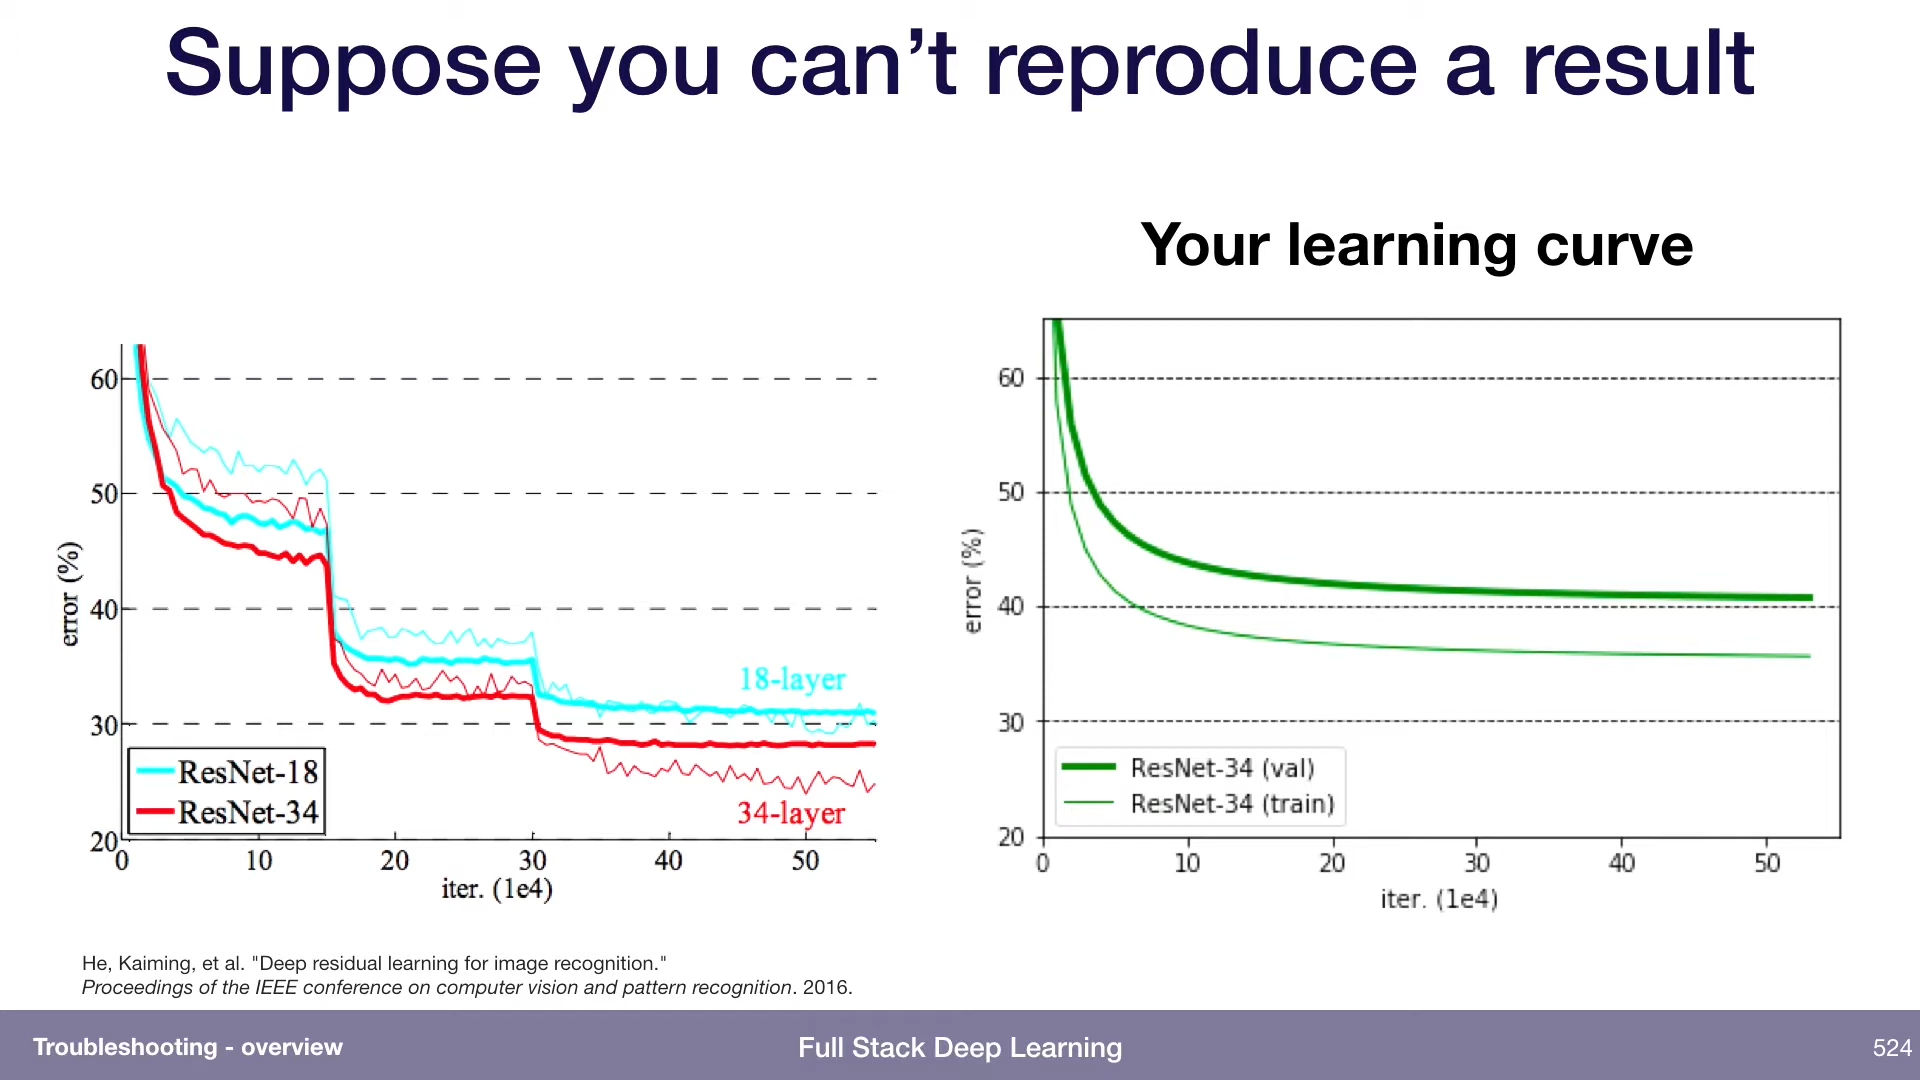 Suppose you can’t reproduce a result
Your learning curve
60
50
40
30
20
error (%)
18-layer
34-layer
ResNet-18
ResNet-34
0 10 20 30 40 50
iter. (1e4)
60
50
40
30
20
error (%)
ResNet-34 (val)
ResNet-34 (train)
0 10 20 30 40 50
iter. (1e4)
He, Kaiming, et al. "Deep residual learning for image recognition."
Proceedings of the IEEE conference on computer vision and pattern recognition. 2016.
Troubleshooting - overview
Full Stack Deep Learning
524